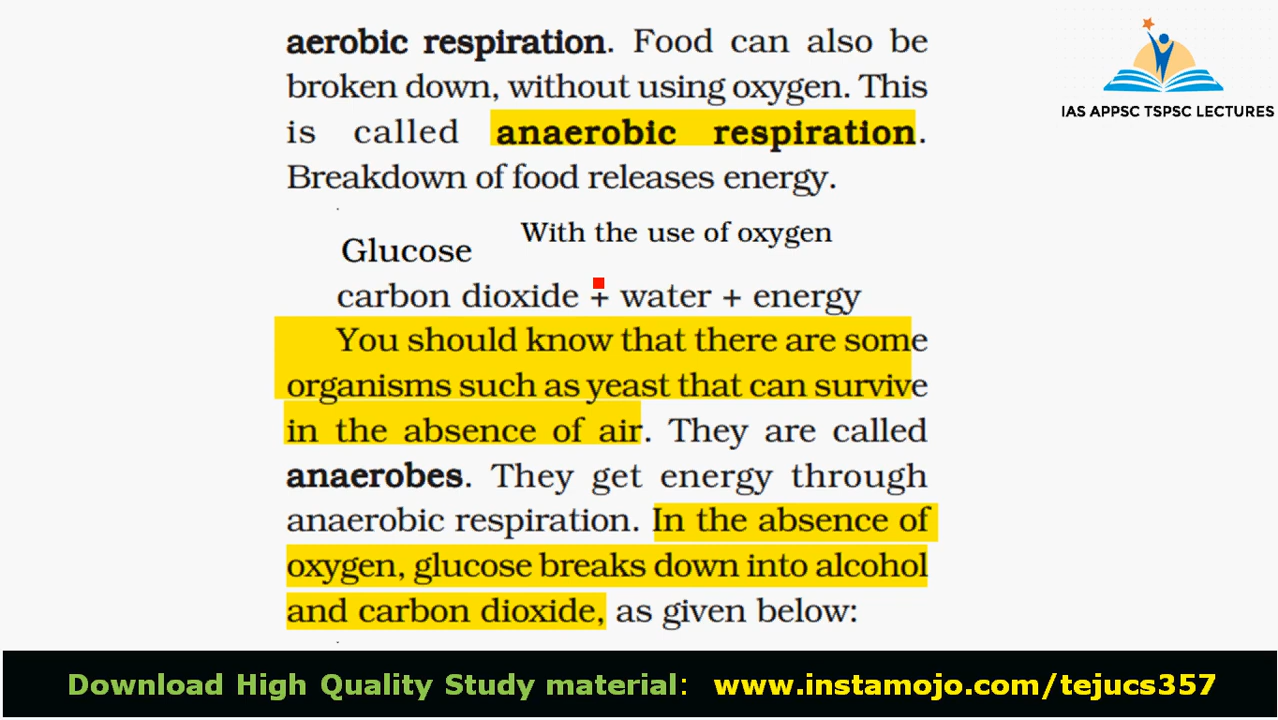 aerobic respiration. Food can also be
broken down, without using oxygen. This
is called anaerobic respiration.
Breakdown of food releases energy.
With the use of oxygen
Glucose
carbon dioxide + water + energy
You should know that there are some
organisms such as yeast that can survive
in the absence of air. They are called
anaerobes. They get energy through
anaerobic respiration. In the absence of
oxygen, glucose breaks down into alcohol
and carbon dioxide, as given below:
IAS APPSC TSPSC LECTURES
Download High Quality Study material: www.instamojo.com/tejucs357